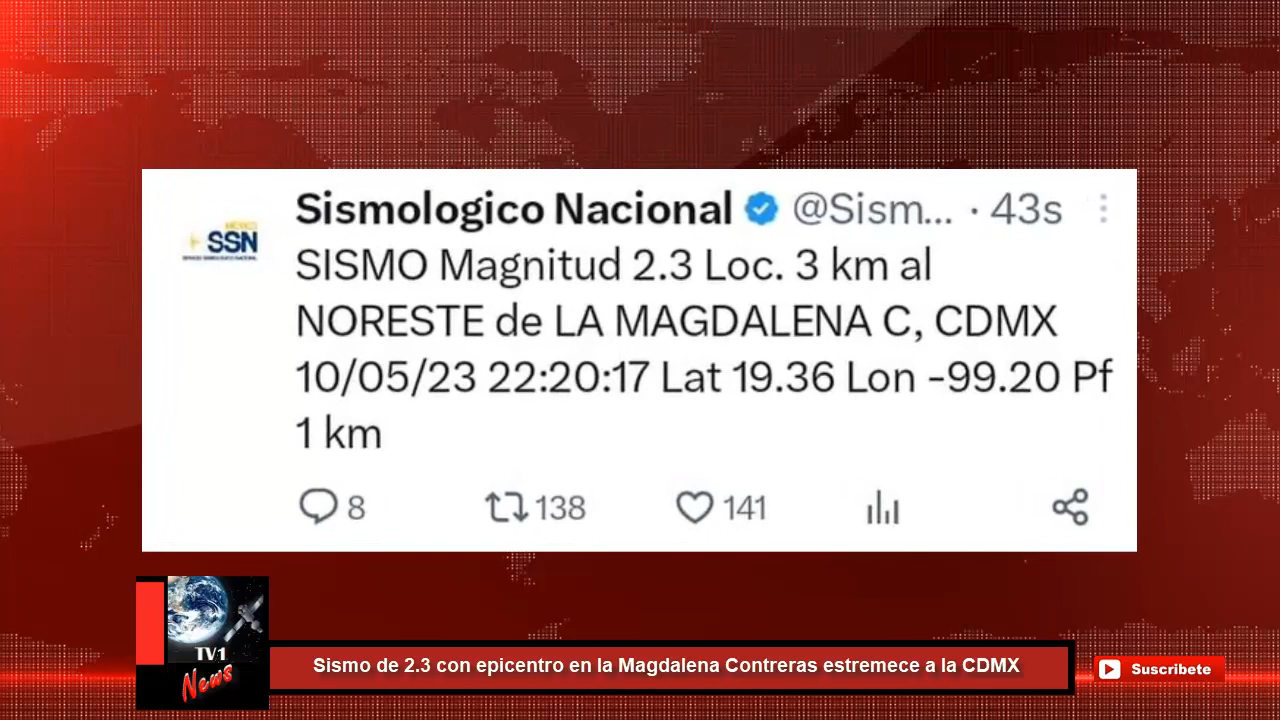 Sismologico Nacional @Sism... · 43s
MÉXICO
SSN
SISMO Magnitud 2.3 Loc. 3 km al
NORESTE de LA MAGDALENA C, CDMX
10/05/23 22:20:17 Lat 19.36 Lon -99.20 Pf
1 km
8 138 141
TV1
News
Sismo de 2.3 con epicentro en la Magdalena Contreras estremece a la CDMX
Suscribete